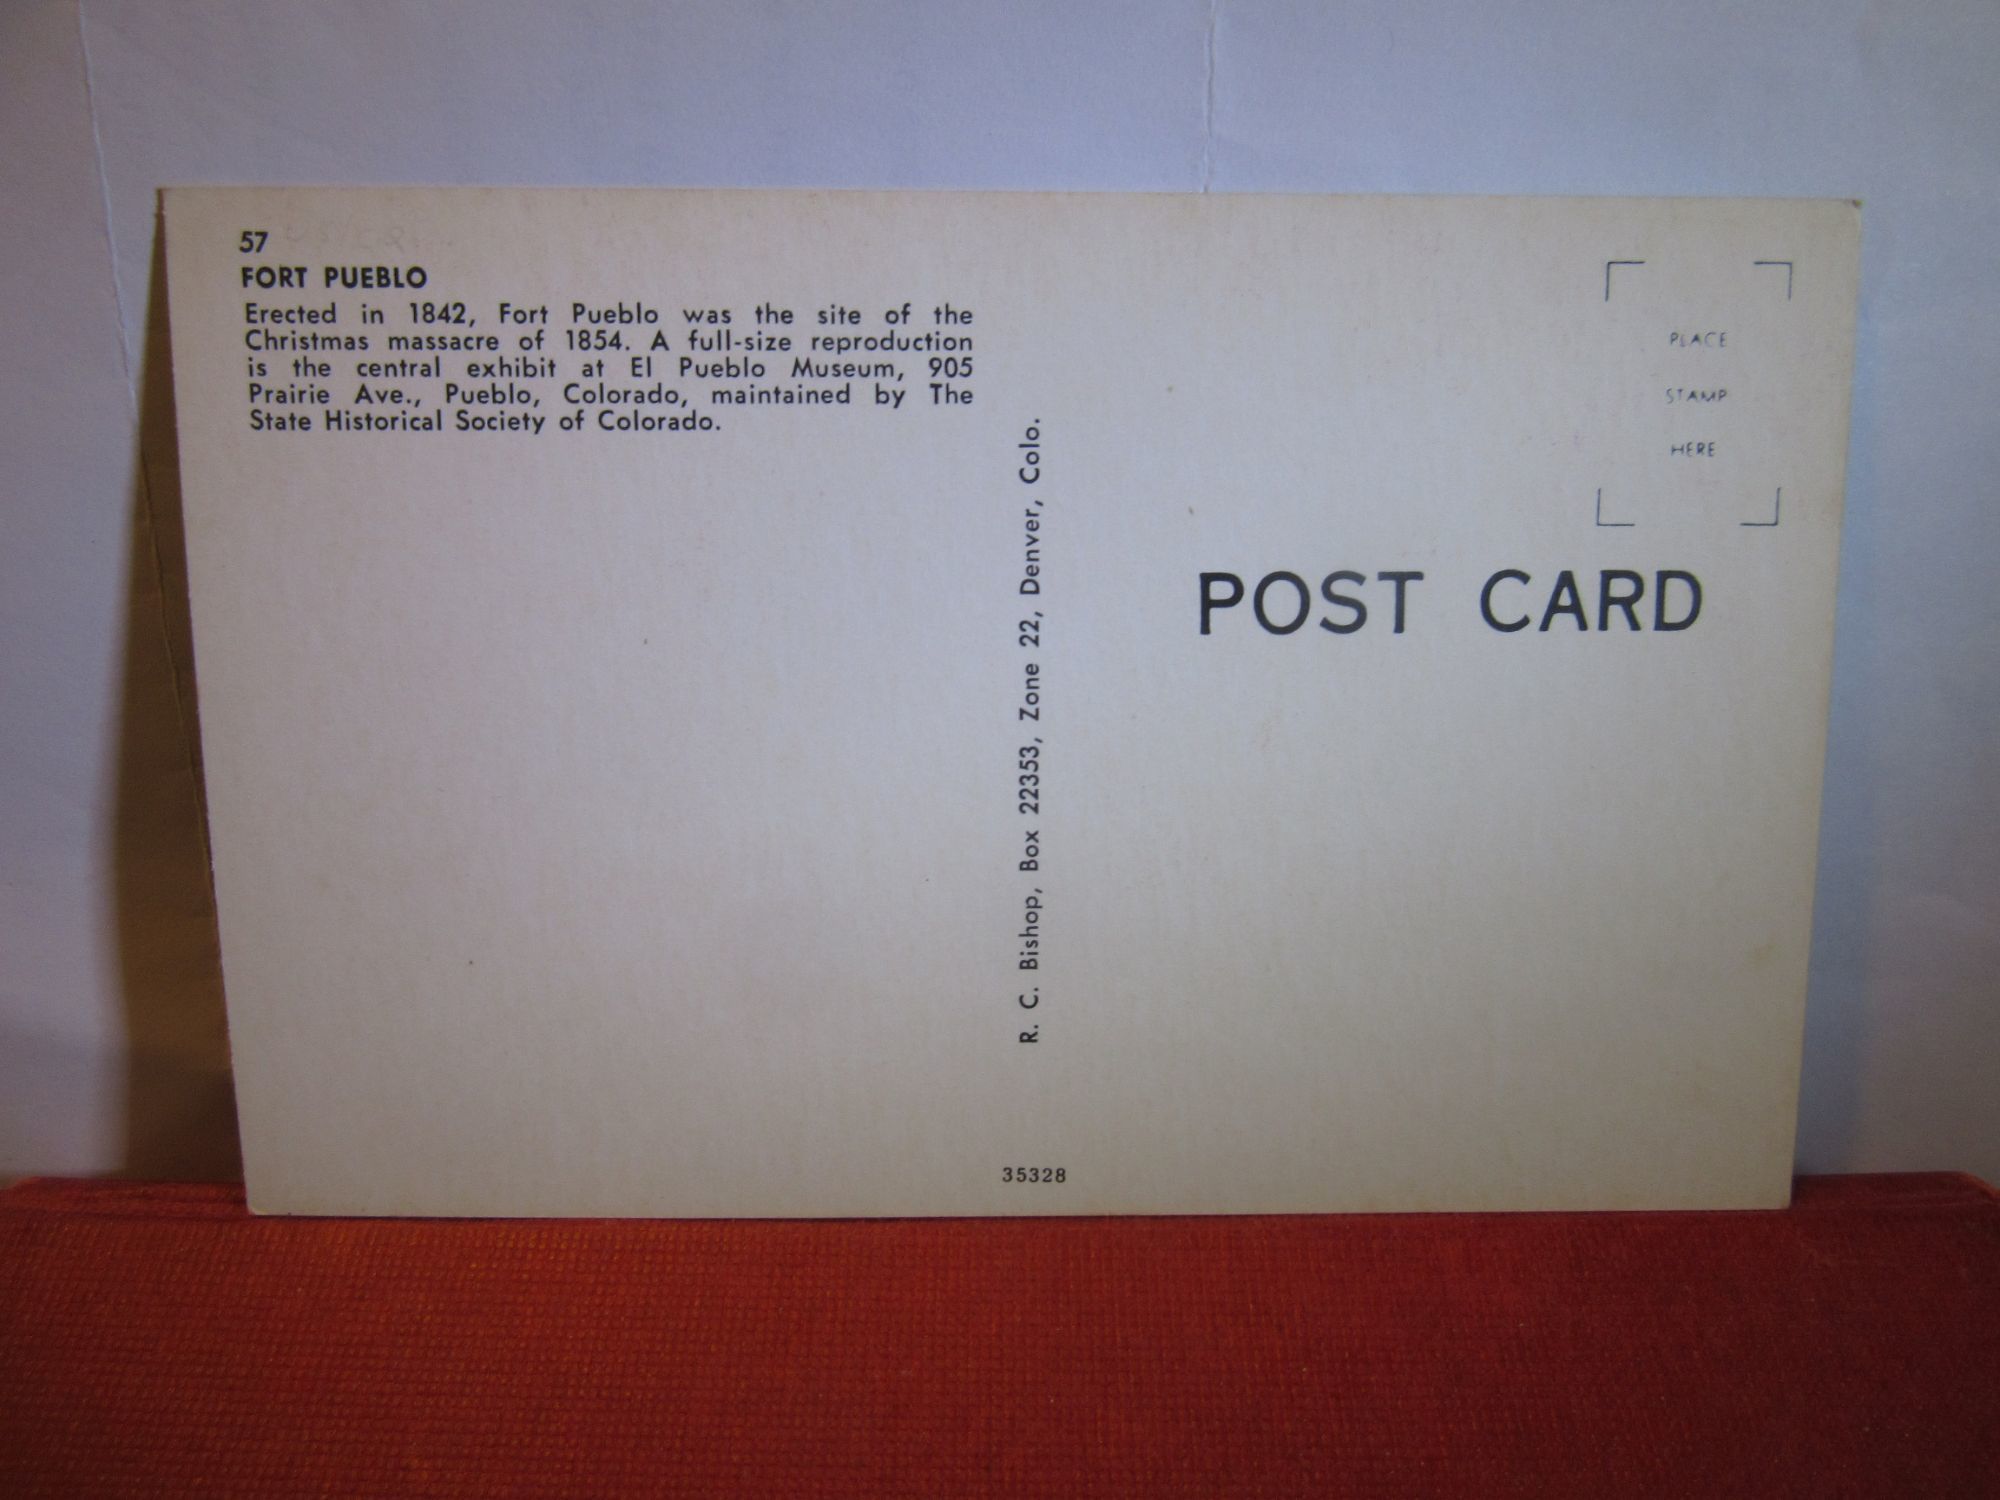 57
FORT PUEBLO
Erected in 1842, Fort Pueblo was the site of the
Christmas massacre of 1854. A full-size reproduction
is the central exhibit at El Pueblo Museum, 905
Prairie Ave., Pueblo, Colorado, maintained by The
State Historical Society of Colorado.
R. C. Bishop, Box 22353, Zone 22, Denver, Colo.
PLACE
STAMP
HERE
POST CARD
35328